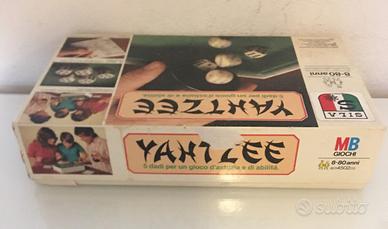 8-80 anni
5 dadi per un gioco d'astuzia e di abilità.
YAHTZEE
SILA
YAHTZEE
5 dadi per un gioco d'astuzia e di abilità.
MB
GIOCHI
8-80 anni
subito